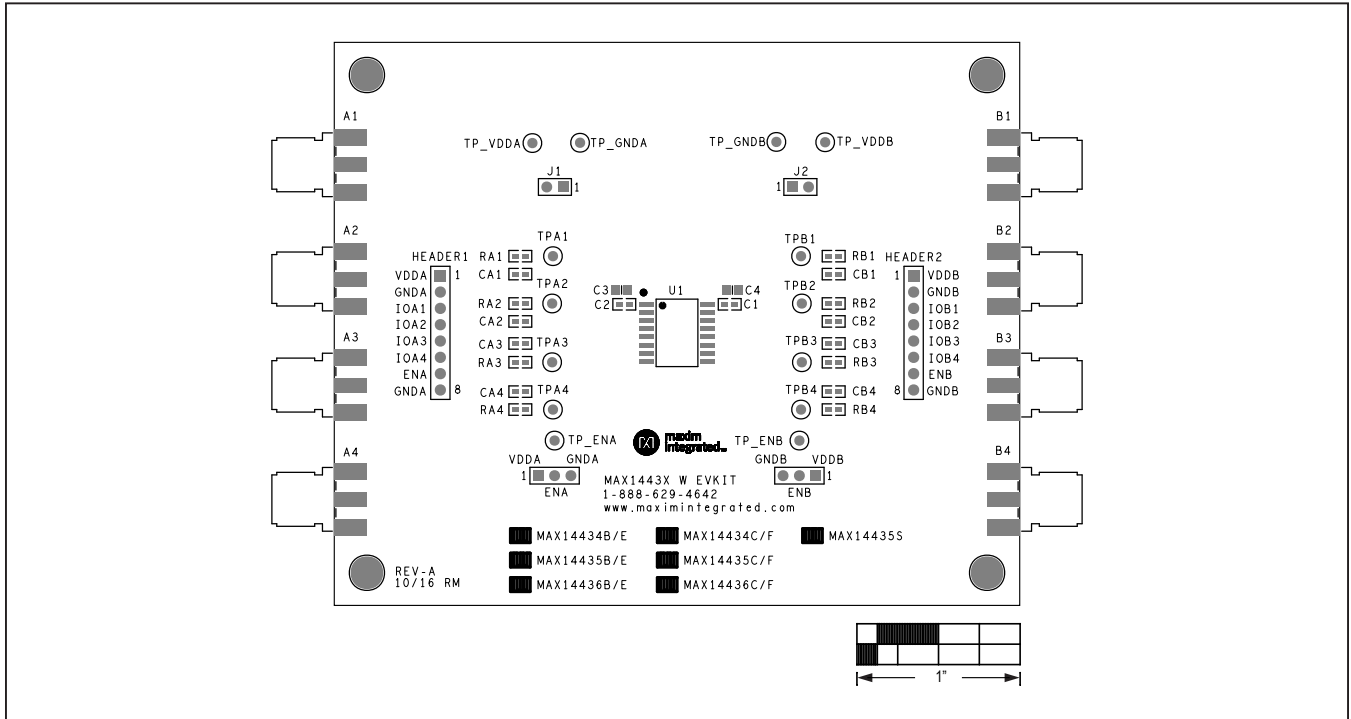 A1
B1
TP_VDDA
TP_GNDA
TP_GNDB
TP_VDDB
J1
1
J2
1
A2
B2
HEADER1
TPA1
TPB1
HEADER2
RA1
RB1
VDDA 1
CA1
CB1
1 VDDB
GNDA
TPA2
TPB2
GNDB
C3
U1
C4
IOA1
RA2
C2
C1
RB2
IOB1
IOA2
CA2
CB2
IOB2
A3
B3
IOA3
CA3
TPA3
TPB3
CB3
IOB3
IOA4
RA3
RB3
IOB4
ENA
ENB
GNDA 8
CA4
TPA4
TPB4
CB4
8 GNDB
RA4
RB4
TP_ENA
maxim
integrated™
TP_ENB
A4
B4
VDDA GNDA
GNDB VDDB
1
1
ENA
ENB
MAX1443X W EVKIT
1-888-629-4642
www.maximintegrated.com
MAX14434B/E
MAX14434C/F
MAX14435S
MAX14435B/E
MAX14435C/F
MAX14436B/E
MAX14436C/F
REV-A
10/16 RM
1”